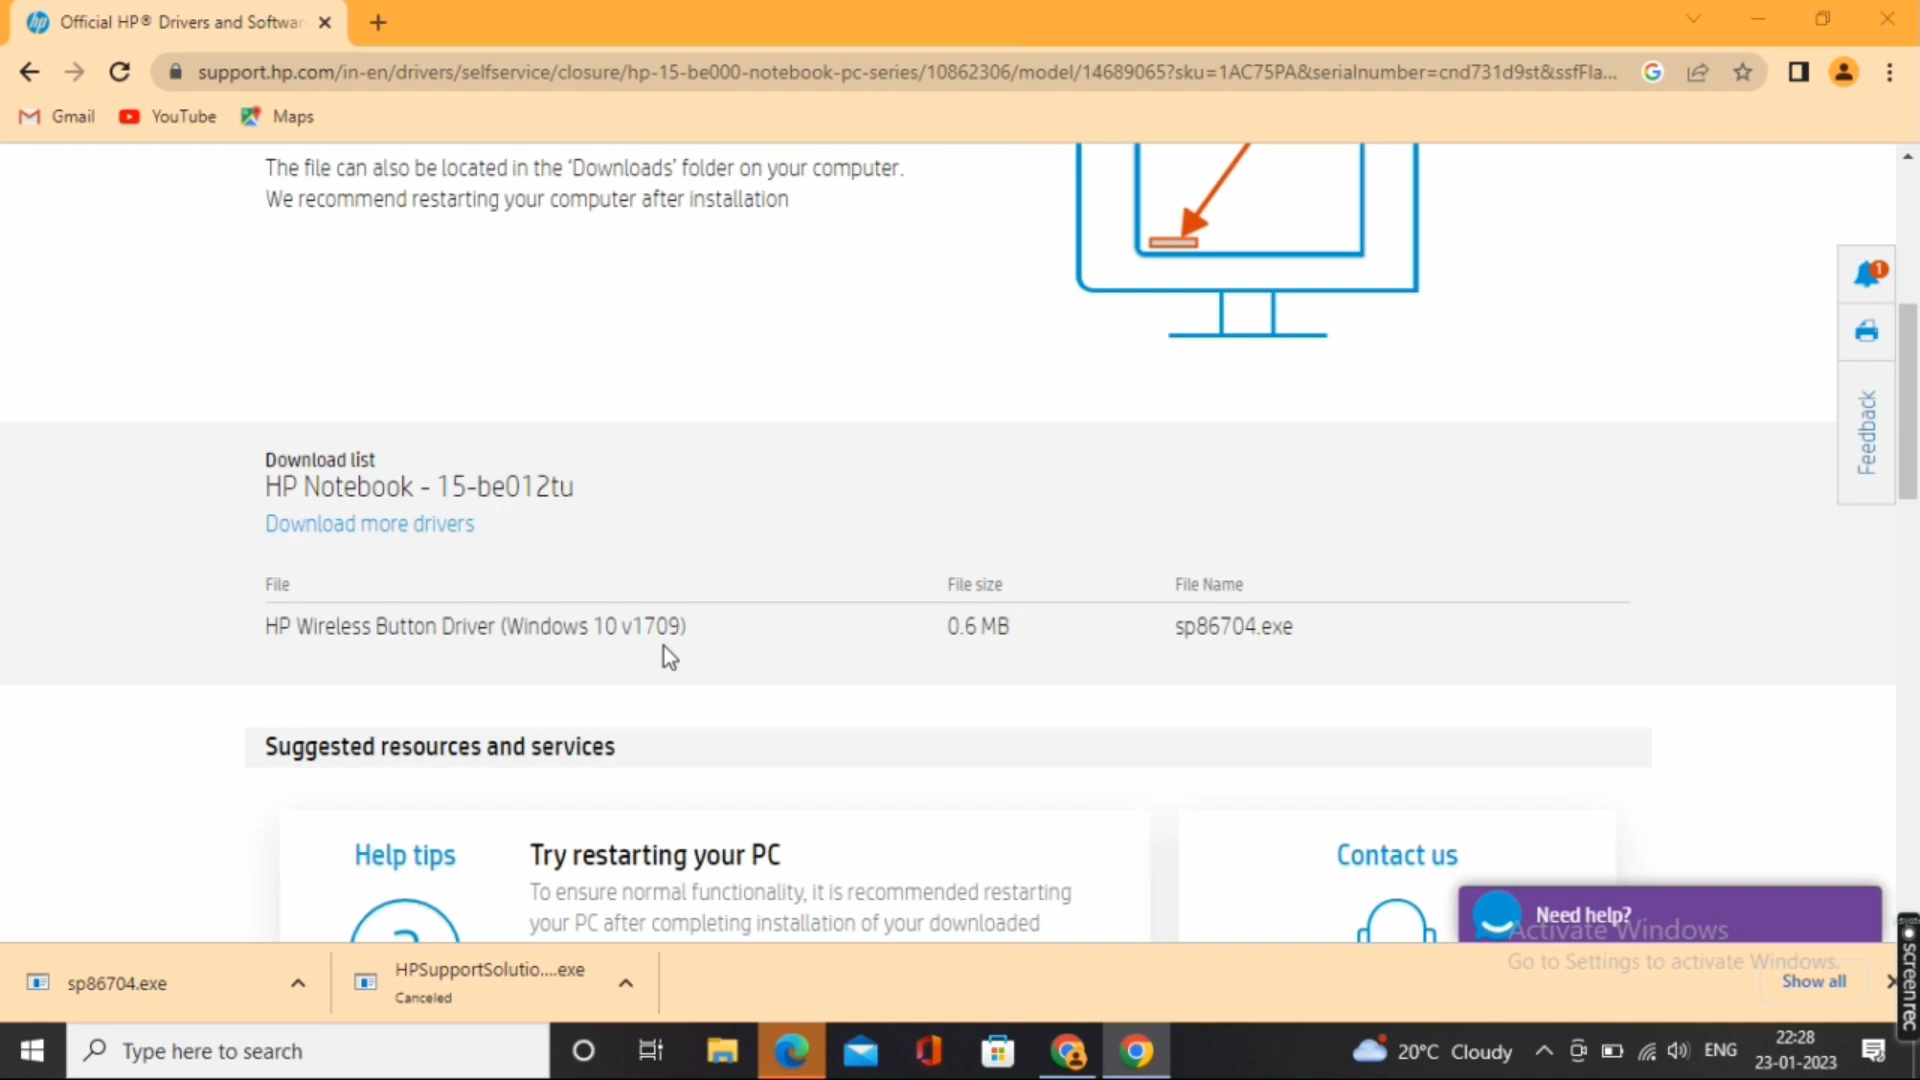 Official HP® Drivers and Softwar
support.hp.com/in-en/drivers/selfservice/closure/hp-15-be000-notebook-pc-series/10862306/model/14689065?sku=1AC75PA&serialnumber=cnd731d9st&ssfFla...
Gmail YouTube Maps
The file can also be located in the 'Downloads' folder on your computer.
We recommend restarting your computer after installation
1
Feedback
Download list
HP Notebook - 15-be012tu
Download more drivers
File File size File Name
HP Wireless Button Driver (Windows 10 v1709) 0.6 MB sp86704.exe
Suggested resources and services
Help tips
Try restarting your PC
To ensure normal functionality, it is recommended restarting
your PC after completing installation of your downloaded
Contact us
Need help?
Activate Windows
Go to Settings to activate Windows.
sp86704.exe
HPSupportSolutio....exe
Canceled
Show all
screenrec
Type here to search
20°C Cloudy
ENG
22:28
23-01-2023